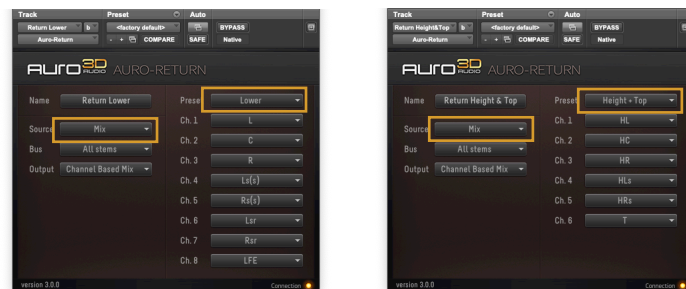 Track Preset Auto
Return Lower b <factory default> BYPASS
Auro-Return - + COMPARE SAFE Native
AURO 3D AUDIO AURO-RETURN
Name Return Lower Prese Lower
Source Mix Ch. 1 L
Bus All stems Ch. 2 C
Output Channel Based Mix Ch. 3 R
Ch. 4 Ls(s)
Ch. 5 Rs(s)
Ch. 6 Lsr
Ch. 7 Rsr
Ch. 8 LFE
version 3.0.0 Connection
Track Preset Auto
Return Height&Top b <factory default> BYPASS
Auro-Return - + COMPARE SAFE Native
AURO 3D AUDIO AURO-RETURN
Name Return Height & Top Preset Height + Top
Source Mix Ch. 1 HL
Bus All stems Ch. 2 HC
Output Channel Based Mix Ch. 3 HR
Ch. 4 HLs
Ch. 5 HRs
Ch. 6 T
version 3.0.0 Connection